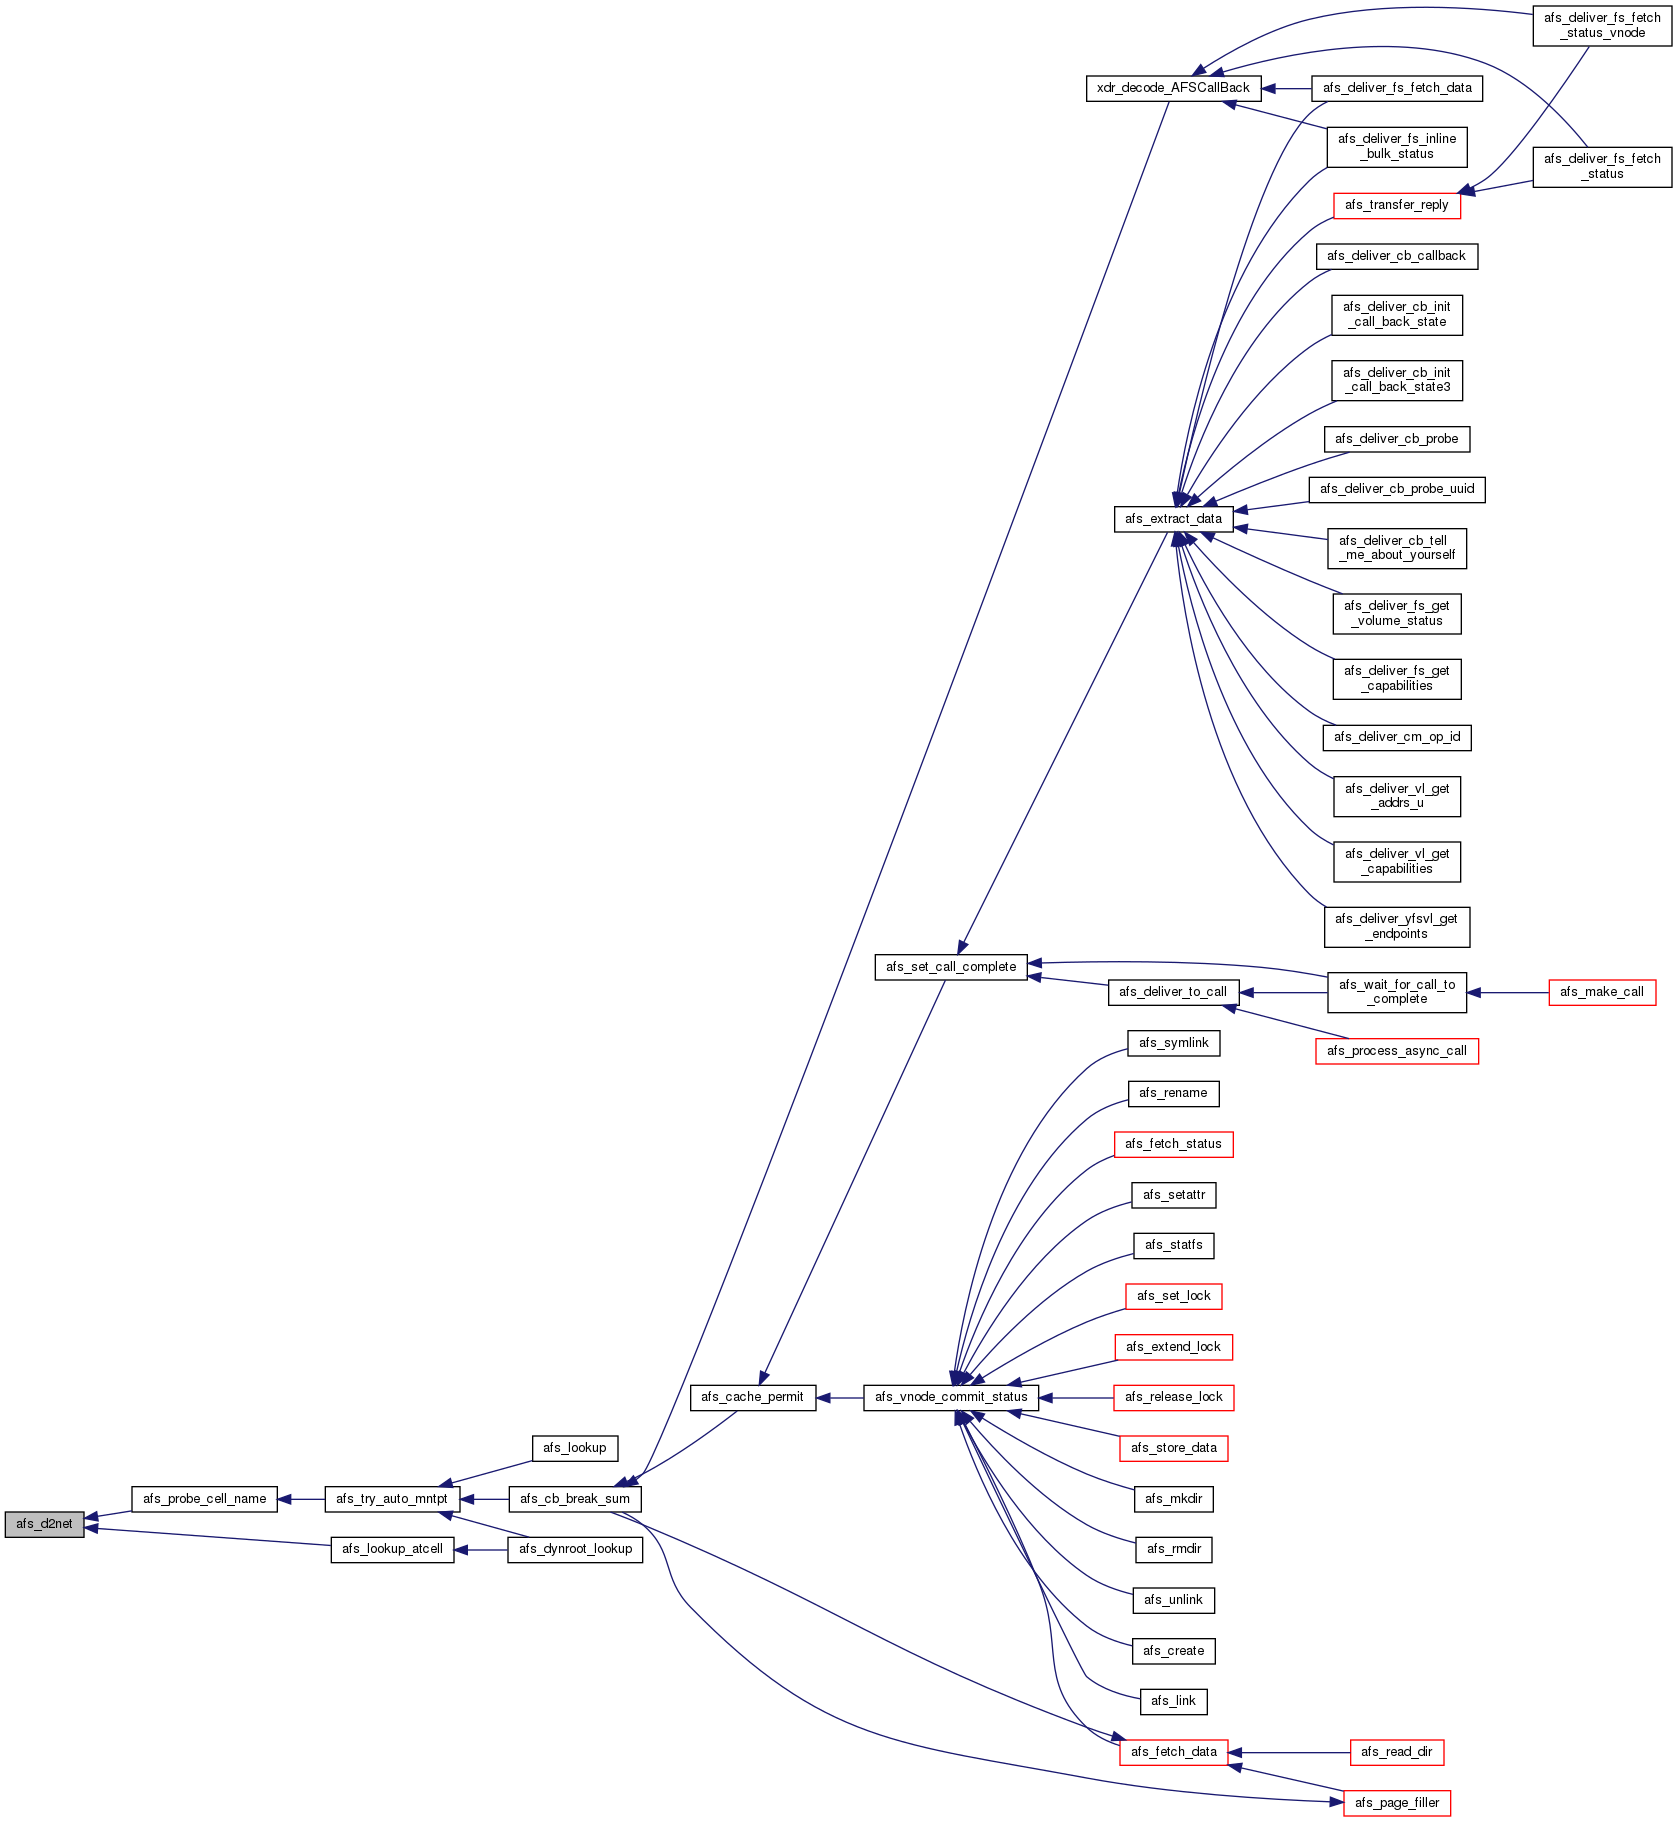 afs_deliver_fs_fetch
_status_vnode
xdr_decode_AFSCallBack
afs_deliver_fs_fetch_data
afs_deliver_fs_inline
_bulk_status
afs_deliver_fs_fetch
_status
afs_transfer_reply
afs_deliver_cb_callback
afs_deliver_cb_init
_call_back_state
afs_deliver_cb_init
_call_back_state3
afs_deliver_cb_probe
afs_deliver_cb_probe_uuid
afs_extract_data
afs_deliver_cb_tell
_me_about_yourself
afs_deliver_fs_get
_volume_status
afs_deliver_fs_get
_capabilities
afs_deliver_cm_op_id
afs_deliver_vl_get
_addrs_u
afs_deliver_vl_get
_capabilities
afs_deliver_yfsvl_get
_endpoints
afs_set_call_complete
afs_deliver_to_call
afs_wait_for_call_to
_complete
afs_make_call
afs_process_async_call
afs_symlink
afs_rename
afs_fetch_status
afs_setattr
afs_statfs
afs_set_lock
afs_extend_lock
afs_cache_permit
afs_vnode_commit_status
afs_release_lock
afs_store_data
afs_lookup
afs_mkdir
afs_probe_cell_name
afs_try_auto_mntpt
afs_cb_break_sum
afs_d2net
afs_lookup_atcell
afs_dynroot_lookup
afs_rmdir
afs_unlink
afs_create
afs_link
afs_fetch_data
afs_read_dir
afs_page_filler